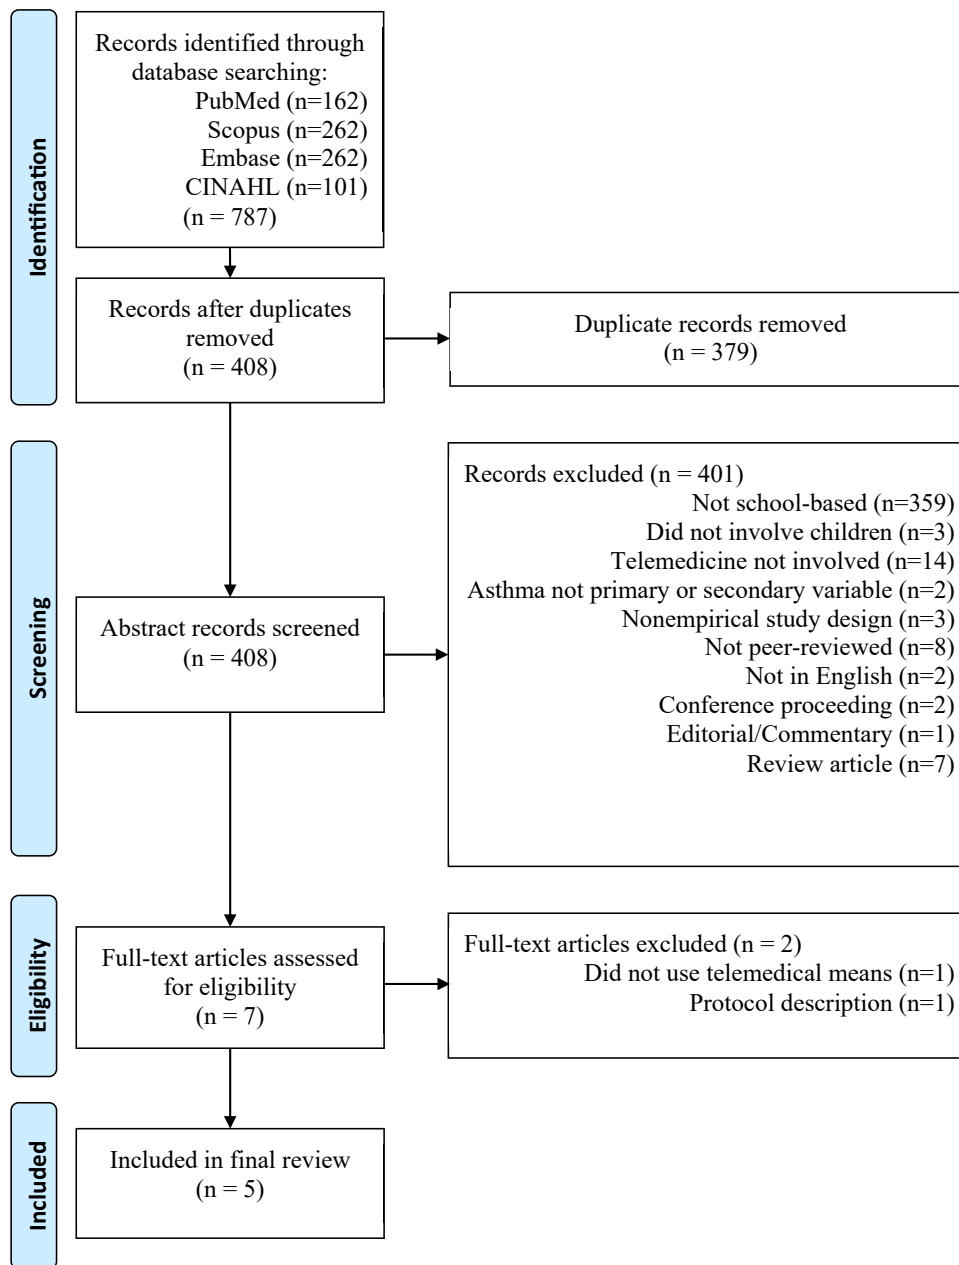 Identification
Records identified through
database searching:
PubMed (n=162)
Scopus (n=262)
Embase (n=262)
CINAHL (n=101)
(n = 787)
Records after duplicates
removed
(n = 408)
Duplicate records removed
(n = 379)
Screening
Abstract records screened
(n = 408)
Records excluded (n = 401)
Not school-based (n=359)
Did not involve children (n=3)
Telemedicine not involved (n=14)
Asthma not primary or secondary variable (n=2)
Nonempirical study design (n=3)
Not peer-reviewed (n=8)
Not in English (n=2)
Conference proceeding (n=2)
Editorial/Commentary (n=1)
Review article (n=7)
Eligibility
Full-text articles assessed
for eligibility
(n = 7)
Full-text articles excluded (n = 2)
Did not use telemedical means (n=1)
Protocol description (n=1)
Included
Included in final review
(n = 5)